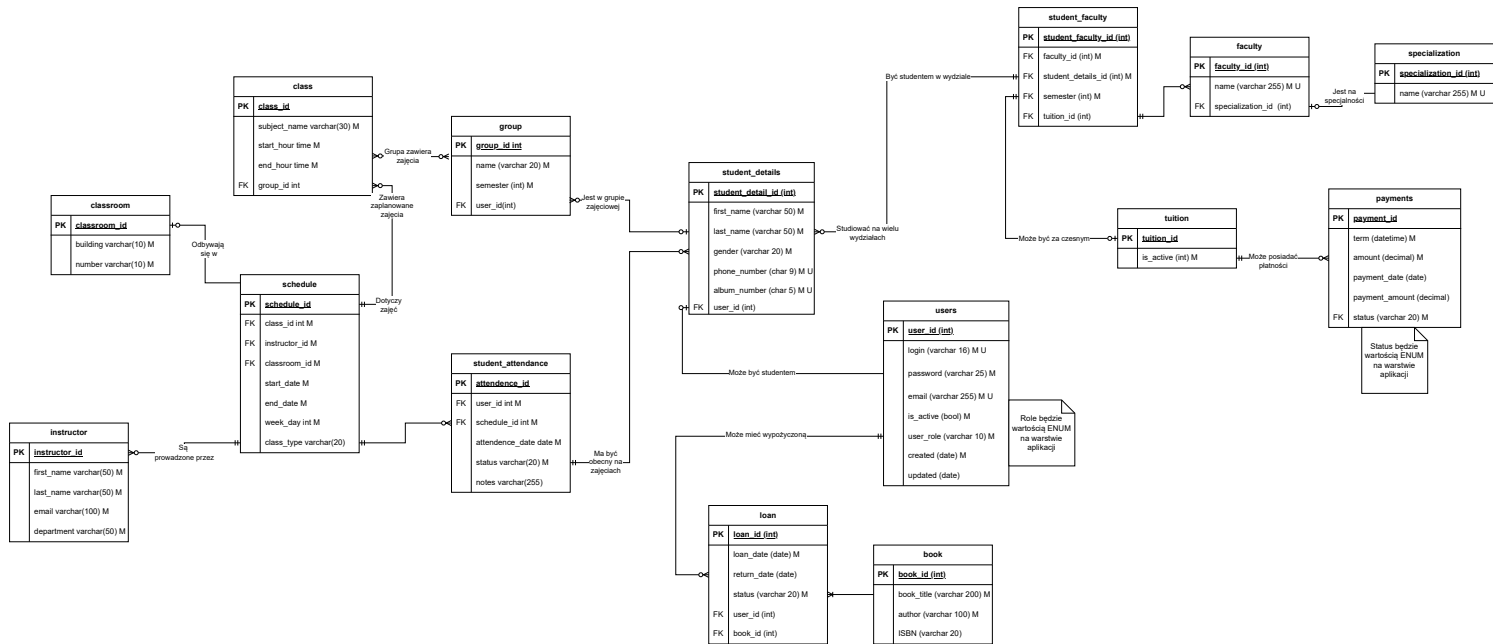 student_faculty
PK student_faculty_id (int)
FK faculty_id (int) M
FK student_details_id (int) M
FK semester (int) M
FK tuition_id (int)
faculty
PK faculty_id (int)
name (varchar 255) M U
FK specialization_id (int)
specialization
PK specialization_id (int)
name (varchar 255) M U
Być studentem w wydziale
Jest na
specjalności
class
PK class_id
subject_name varchar(30) M
start_hour time M
end_hour time M
FK group_id int
Grupa zawiera
zajęcia
group
PK group_id int
name (varchar 20) M
semester (int) M
FK user_id(int)
Zawiera
zaplanowane
zajęcia
Jest w grupie
zajęciowej
student_details
PK student_detail_id (int)
first_name (varchar 50) M
last_name (varchar 50) M
gender (varchar 20) M
phone_number (char 9) M U
album_number (char 5) M U
FK user_id (int)
Studiować na wielu
wydziałach
classroom
PK classroom_id
building varchar(10) M
number varchar(10) M
Odbywają
się w
Może być za czesnym
tuition
PK tuition_id
is_active (int) M
Może posiadać
płatności
payments
PK payment_id
term (datetime) M
amount (decimal) M
payment_date (date)
payment_amount (decimal)
FK status (varchar 20) M
Status będzie
wartością ENUM
na warstwie
aplikacji
schedule
PK schedule_id
FK class_id int M
FK instructor_id M
FK classroom_id M
start_date M
end_date M
week_day int M
class_type varchar(20)
Dotyczy
zajęć
student_attendance
PK attendence_id
FK user_id int M
FK schedule_id int M
attendence_date date M
status varchar(20) M
notes varchar(255)
Ma być
obecny na
zajęciach
Może być studentem
users
PK user_id (int)
login (varchar 16) M U
password (varchar 25) M
email (varchar 255) M U
is_active (bool) M
user_role (varchar 10) M
created (date) M
updated (date)
Role będzie
wartością ENUM
na warstwie
aplikacji
instructor
PK instructor_id
first_name varchar(50) M
last_name varchar(50) M
email varchar(100) M
department varchar(50) M
Są
prowadzone przez
Może mieć wypożyczoną
loan
PK loan_id (int)
loan_date (date) M
return_date (date)
status (varchar 20) M
FK user_id (int)
FK book_id (int)
book
PK book_id (int)
book_title (varchar 200) M
author (varchar 100) M
ISBN (varchar 20)